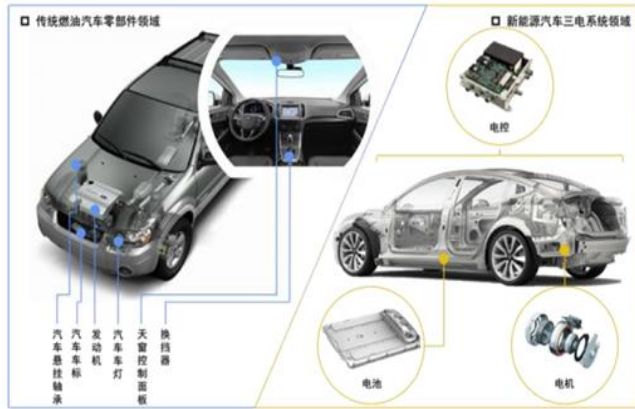 传统燃油汽车零部件领域
新能源汽车三电系统领域
电控
汽车悬挂轴承
汽车车标
发动机
汽车车灯
天窗控制面板
换挡器
电池
电机